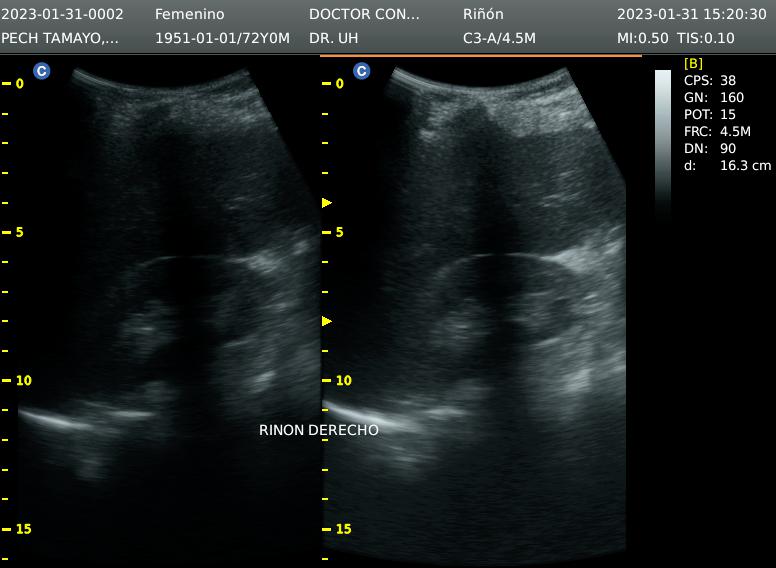 2023-01-31-0002 Femenino DOCTOR CON... Riñón 2023-01-31 15:20:30
PECH TAMAYO,... 1951-01-01/72Y0M DR. UH C3-A/4.5M MI:0.50 TIS:0.10
C C [B]
0 0 CPS: 38
GN: 160
POT: 15
FRC: 4.5M
DN: 90
d: 16.3 cm
5 5
10 10
RINON DERECHO
15 15